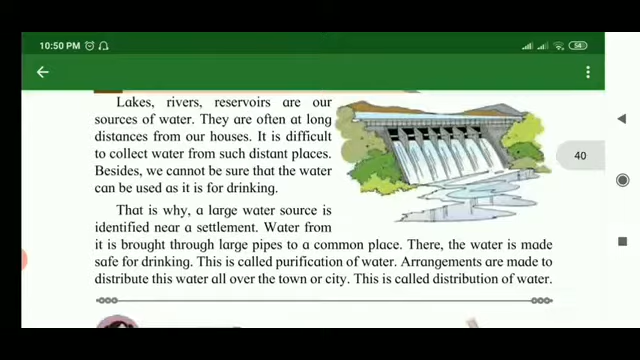 10:50 PM
54
Lakes, rivers, reservoirs are our
sources of water. They are often at long
distances from our houses. It is difficult
to collect water from such distant places.
Besides, we cannot be sure that the water
can be used as it is for drinking.
40
That is why, a large water source is
identified near a settlement. Water from
it is brought through large pipes to a common place. There, the water is made
safe for drinking. This is called purification of water. Arrangements are made to
distribute this water all over the town or city. This is called distribution of water.